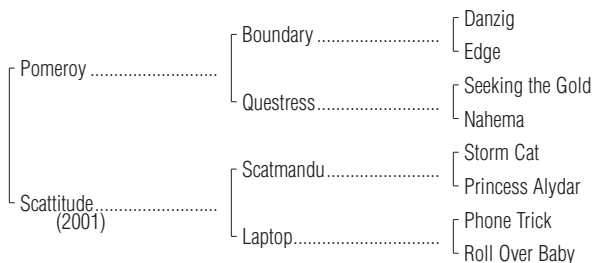 Danzig
Boundary ................................
Edge
Pomeroy .......................
Seeking the Gold
Questress................................
Nahema
Storm Cat
Scatmandu..............................
Princess Alydar
Scattitude.......................
(2001)
Phone Trick
Laptop....................................
Roll Over Baby